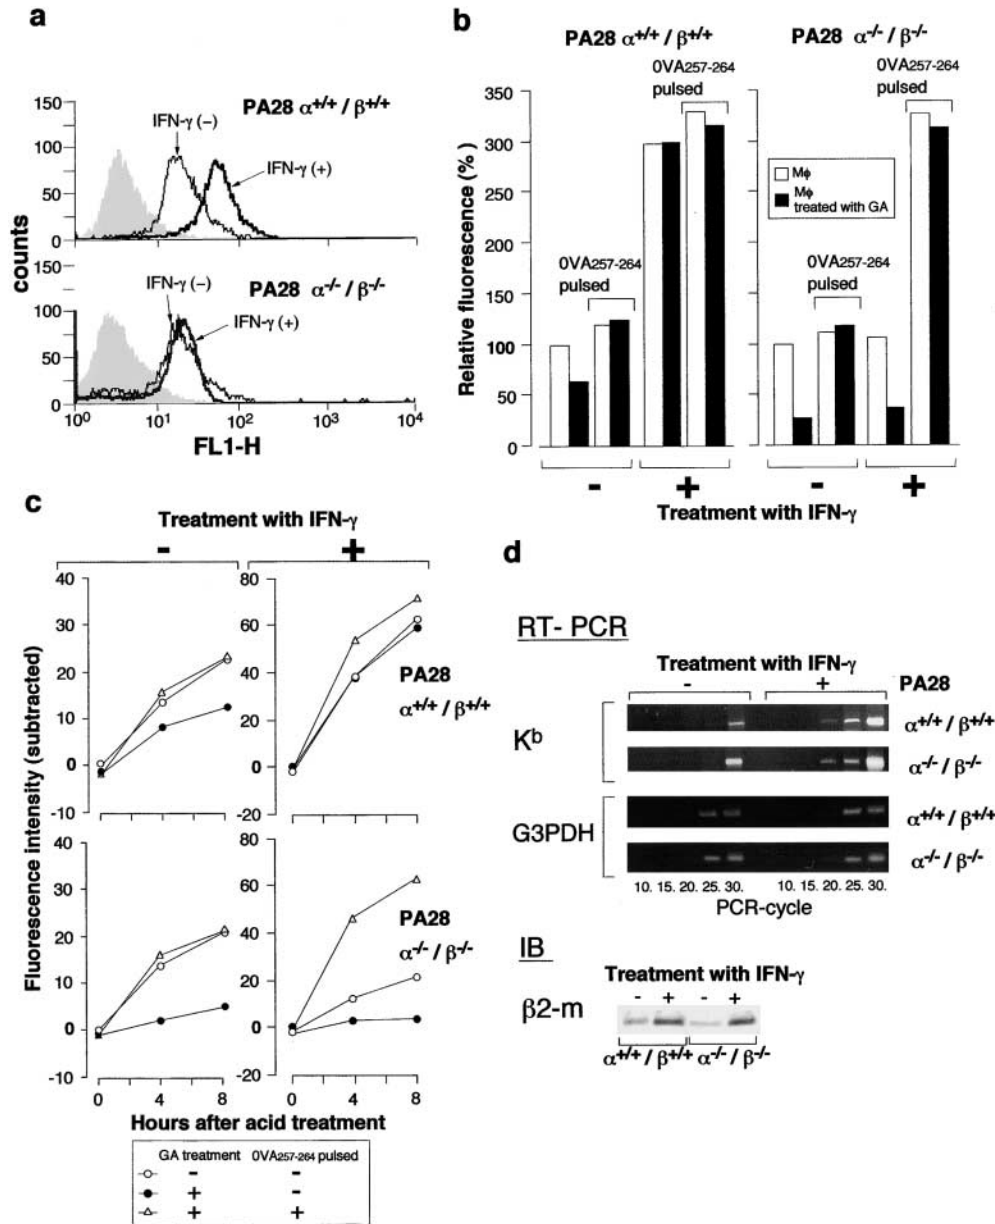 a
PA28 α+/+ / β+/+
IFN-γ (-)
IFN-γ (+)
150
100
50
0
counts
PA28 α-/- / β-/-
IFN-γ (-)
IFN-γ (+)
150
100
50
0
10⁰ 10¹ 10² 10³ 10⁴
FL1-H
b
PA28 α+/+ / β+/+
PA28 α-/- / β-/-
0VA257-264
pulsed
0VA257-264
pulsed
350
300
250
200
150
100
50
0
Relative fluorescence (%)
Mφ
Mφ
treated with GA
0VA257-264
pulsed
0VA257-264
pulsed
- + - +
Treatment with IFN-γ
c
Treatment with IFN-γ
- +
Fluorescence intensity (subtracted)
40
30
20
10
0
-10
80
60
40
20
0
-20
PA28
α+/+ / β+/+
40
30
20
10
0
-10
80
60
40
20
0
-20
PA28
α-/- / β-/-
0 4 8 0 4 8
Hours after acid treatment
GA treatment 0VA257-264 pulsed
- -
+ -
+ +
d
RT- PCR
Treatment with IFN-γ
- + PA28
Kb
α+/+ / β+/+
α-/- / β-/-
G3PDH
α+/+ / β+/+
α-/- / β-/-
10. 15. 20. 25. 30. 10. 15. 20. 25. 30.
PCR-cycle
IB
Treatment with IFN-γ
- + - +
β2-m
α+/+ / β+/+ α-/- / β-/-